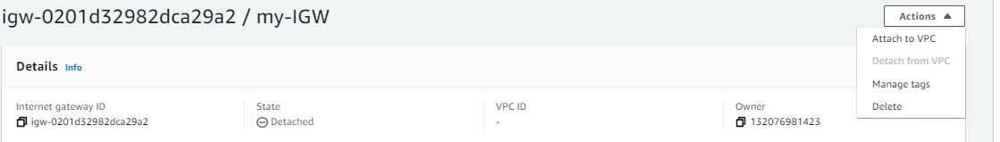 igw-0201d32982dca29a2 / my-IGW
Actions
Attach to VPC
Detach from VPC
Manage tags
Delete
Details Info
Internet gateway ID
igw-0201d32982dca29a2
State
Detached
VPC ID
-
Owner
132076981423